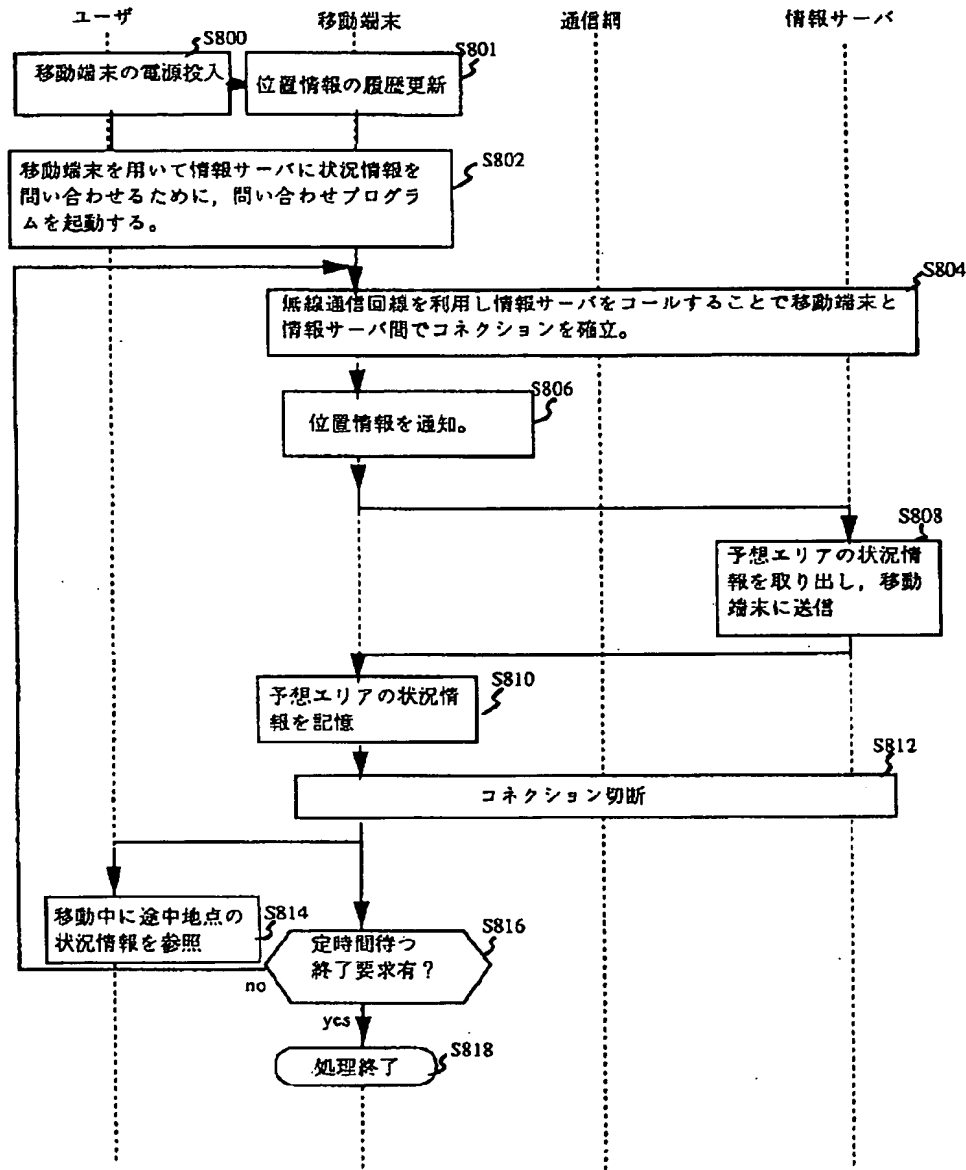 ユーザ
移動端末
通信網
情報サーバ
S800
移動端末の電源投入
S801
位置情報の履歴更新
S802
移動端末を用いて情報サーバに状況情報を
問い合わせるために，問い合わせプログラ
ムを起動する。
S804
無線通信回線を利用し情報サーバをコールすることで移動端末と
情報サーバ間でコネクションを確立。
S806
位置情報を通知。
S808
予想エリアの状況情
報を取り出し，移動
端末に送信
S810
予想エリアの状況情
報を記憶
S812
コネクション切断
S814
移動中に途中地点の
状況情報を参照
S816
定時間待つ
終了要求有？
no
yes
S818
処理終了